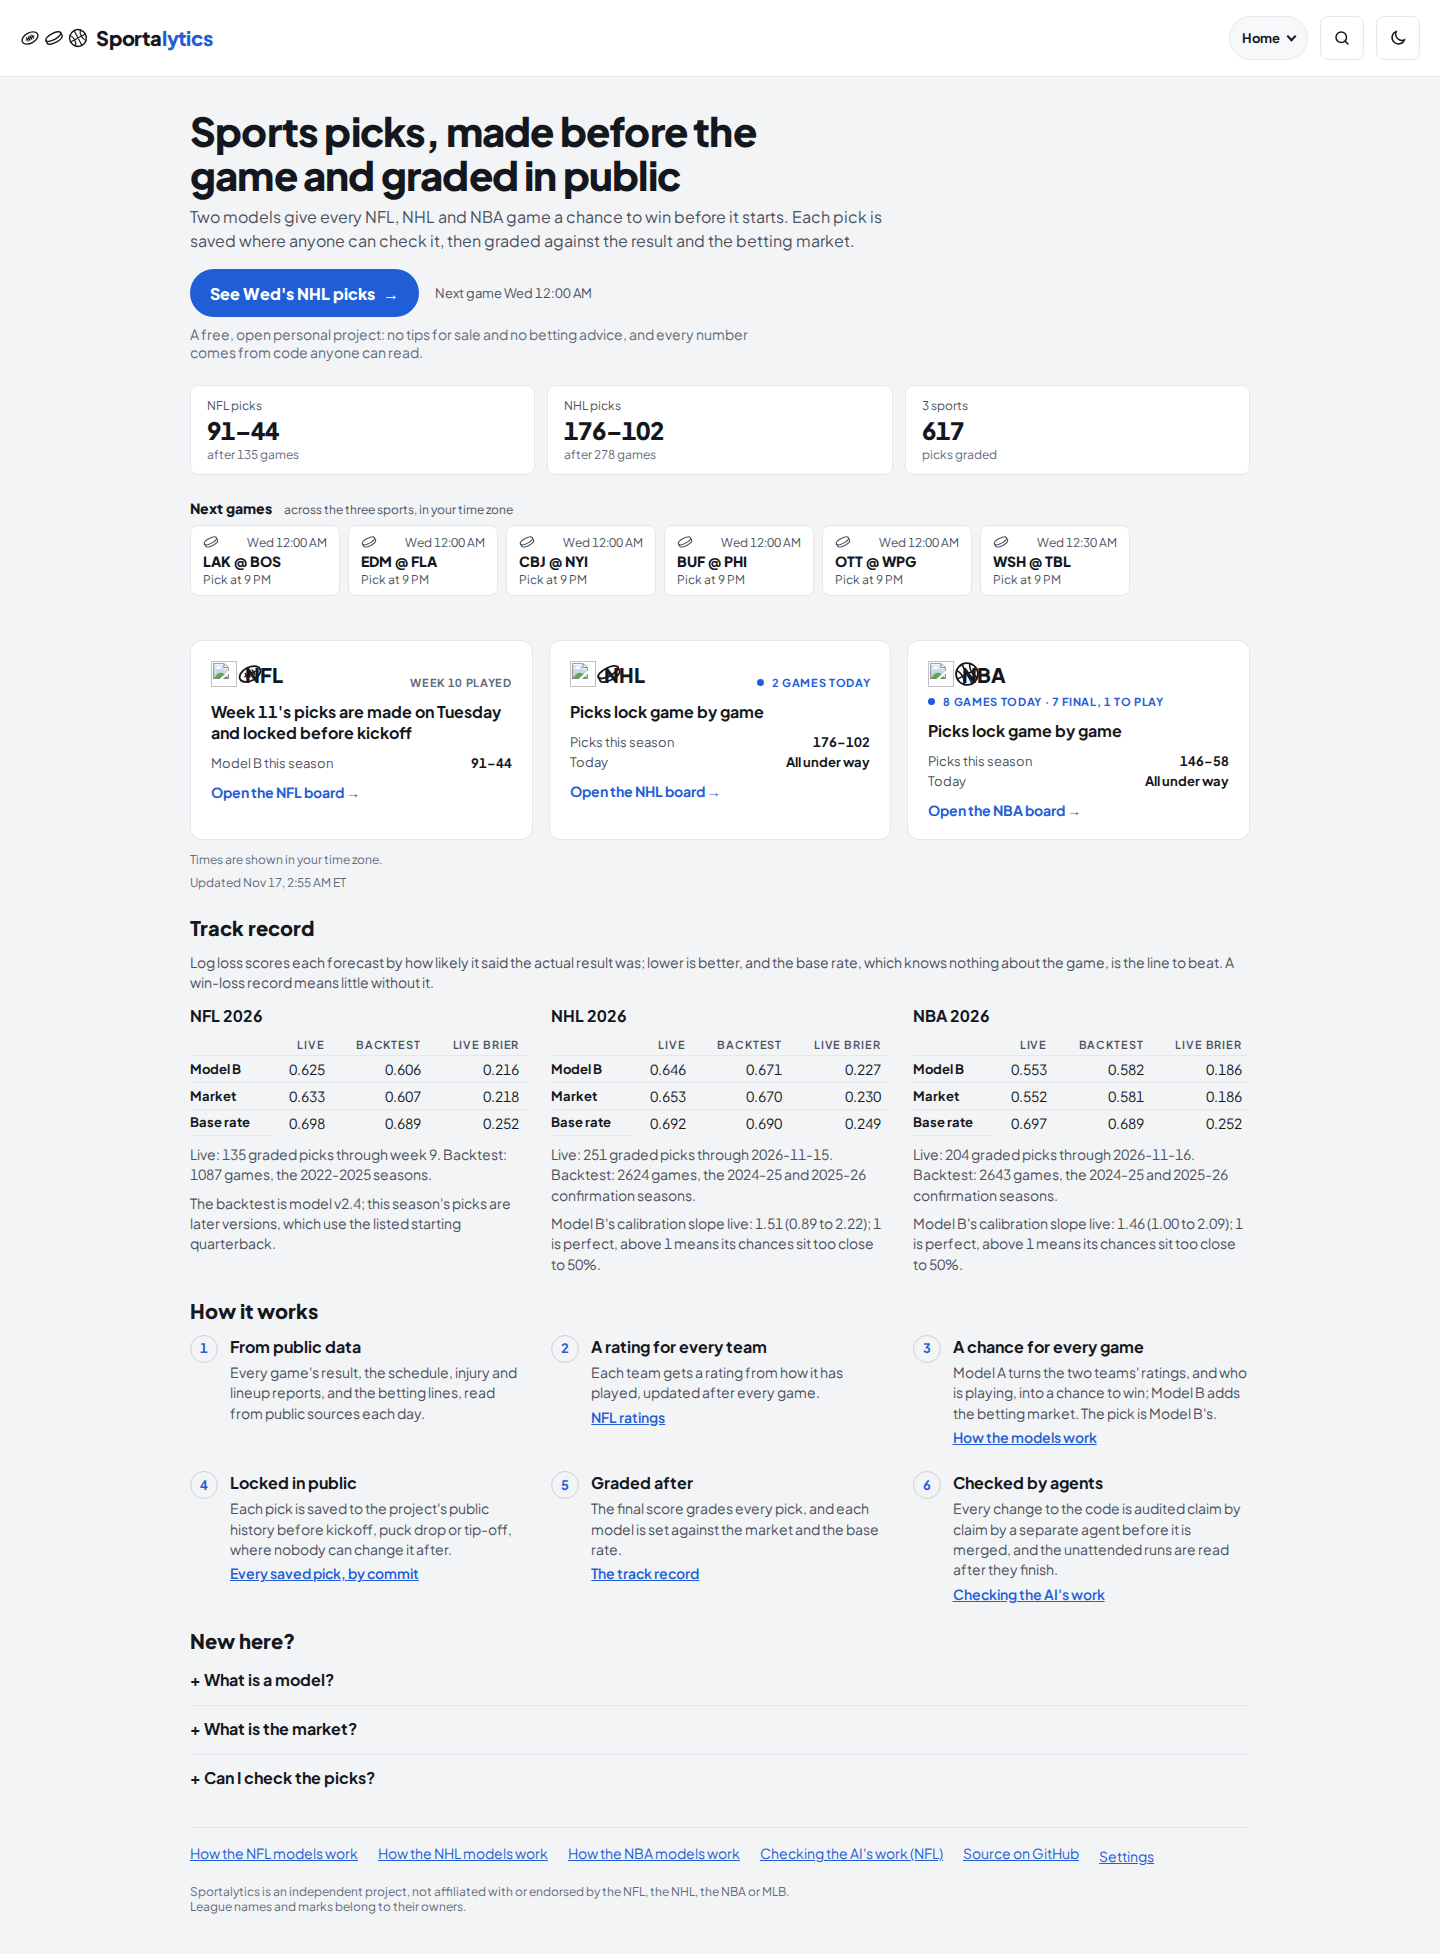 Sportalytics
Home
Sports picks, made before the
game and graded in public
Two models give every NFL, NHL and NBA game a chance to win before it starts. Each pick is
saved where anyone can check it, then graded against the result and the betting market.
See Wed's NHL picks →
Next game Wed 12:00 AM
A free, open personal project: no tips for sale and no betting advice, and every number
comes from code anyone can read.
NFL picks
91–44
after 135 games
NHL picks
176–102
after 278 games
3 sports
617
picks graded
Next games across the three sports, in your time zone
Wed 12:00 AM
LAK @ BOS
Pick at 9 PM
Wed 12:00 AM
EDM @ FLA
Pick at 9 PM
Wed 12:00 AM
CBJ @ NYI
Pick at 9 PM
Wed 12:00 AM
BUF @ PHI
Pick at 9 PM
Wed 12:00 AM
OTT @ WPG
Pick at 9 PM
Wed 12:30 AM
WSH @ TBL
Pick at 9 PM
NFL
WEEK 10 PLAYED
Week 11's picks are made on Tuesday
and locked before kickoff
Model B this season 91–44
Open the NFL board →
NHL
2 GAMES TODAY
Picks lock game by game
Picks this season 176–102
Today All under way
Open the NHL board →
NBA
8 GAMES TODAY · 7 FINAL, 1 TO PLAY
Picks lock game by game
Picks this season 146–58
Today All under way
Open the NBA board →
Times are shown in your time zone.
Updated Nov 17, 2:55 AM ET
Track record
Log loss scores each forecast by how likely it said the actual result was; lower is better, and the base rate, which knows nothing about the game, is the line to beat. A
win-loss record means little without it.
NFL 2026
LIVE BACKTEST LIVE BRIER
Model B 0.625 0.606 0.216
Market 0.633 0.607 0.218
Base rate 0.698 0.689 0.252
Live: 135 graded picks through week 9. Backtest:
1087 games, the 2022-2025 seasons.
The backtest is model v2.4; this season's picks are
later versions, which use the listed starting
quarterback.
NHL 2026
LIVE BACKTEST LIVE BRIER
Model B 0.646 0.671 0.227
Market 0.653 0.670 0.230
Base rate 0.692 0.690 0.249
Live: 251 graded picks through 2026-11-15.
Backtest: 2624 games, the 2024-25 and 2025-26
confirmation seasons.
Model B's calibration slope live: 1.51 (0.89 to 2.22); 1
is perfect, above 1 means its chances sit too close
to 50%.
NBA 2026
LIVE BACKTEST LIVE BRIER
Model B 0.553 0.582 0.186
Market 0.552 0.581 0.186
Base rate 0.697 0.689 0.252
Live: 204 graded picks through 2026-11-16.
Backtest: 2643 games, the 2024-25 and 2025-26
confirmation seasons.
Model B's calibration slope live: 1.46 (1.00 to 2.09); 1
is perfect, above 1 means its chances sit too close
to 50%.
How it works
1 From public data
Every game's result, the schedule, injury and
lineup reports, and the betting lines, read
from public sources each day.
2 A rating for every team
Each team gets a rating from how it has
played, updated after every game.
NFL ratings
3 A chance for every game
Model A turns the two teams' ratings, and who
is playing, into a chance to win; Model B adds
the betting market. The pick is Model B's.
How the models work
4 Locked in public
Each pick is saved to the project's public
history before kickoff, puck drop or tip-off,
where nobody can change it after.
Every saved pick, by commit
5 Graded after
The final score grades every pick, and each
model is set against the market and the base
rate.
The track record
6 Checked by agents
Every change to the code is audited claim by
claim by a separate agent before it is
merged, and the unattended runs are read
after they finish.
Checking the AI's work
New here?
+ What is a model?
+ What is the market?
+ Can I check the picks?
How the NFL models work How the NHL models work How the NBA models work Checking the AI's work (NFL) Source on GitHub Settings
Sportalytics is an independent project, not affiliated with or endorsed by the NFL, the NHL, the NBA or MLB.
League names and marks belong to their owners.